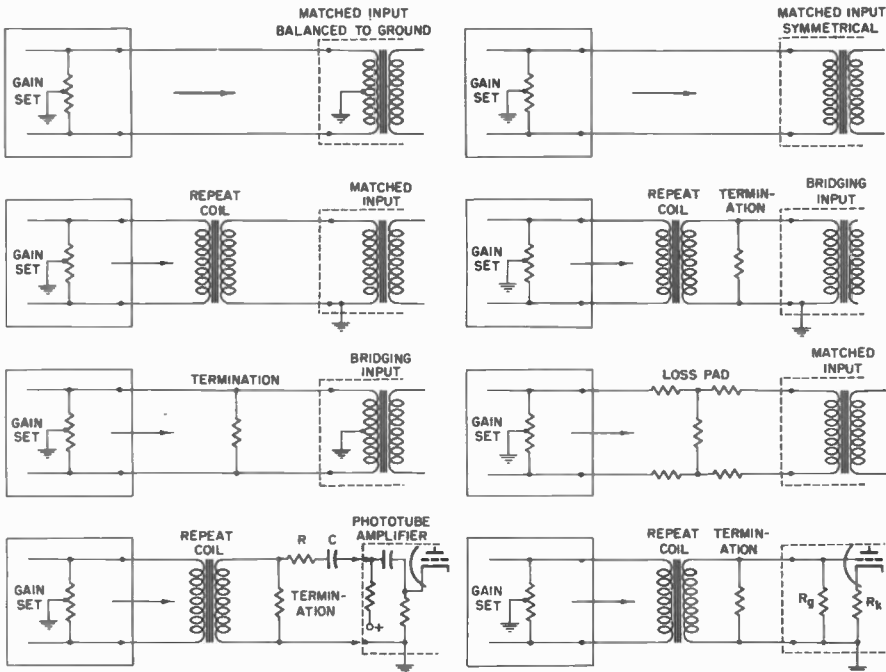 MATCHED INPUT
BALANCED TO GROUND
GAIN
SET
MATCHED INPUT
SYMMETRICAL
GAIN
SET
REPEAT
COIL
MATCHED
INPUT
GAIN
SET
REPEAT
COIL
TERMIN-
ATION
BRIDGING
INPUT
GAIN
SET
TERMINATION
BRIDGING
INPUT
GAIN
SET
LOSS PAD
MATCHED
INPUT
GAIN
SET
REPEAT
COIL
R
C
PHOTOTUBE
AMPLIFIER
GAIN
SET
TERMIN-
ATION
+
REPEAT
COIL
TERMIN-
ATION
GAIN
SET
Rg
Rk